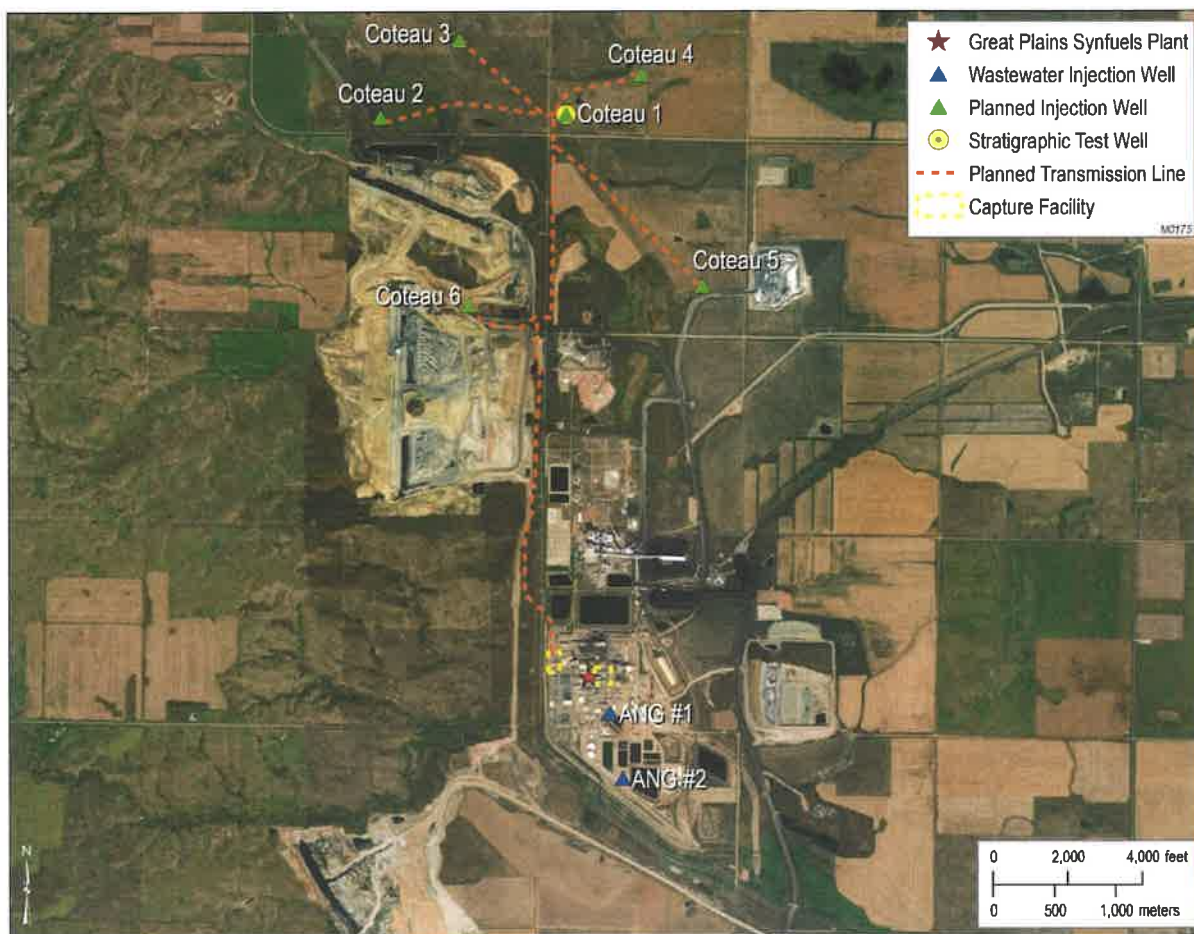 Coteau 3
Coteau 4
Coteau 2
Coteau 1
Coteau 5
Coteau 6
ANG #1
ANG #2
Great Plains Synfuels Plant
Wastewater Injection Well
Planned Injection Well
Stratigraphic Test Well
Planned Transmission Line
Capture Facility
N
0 2,000 4,000 feet
0 500 1,000 meters